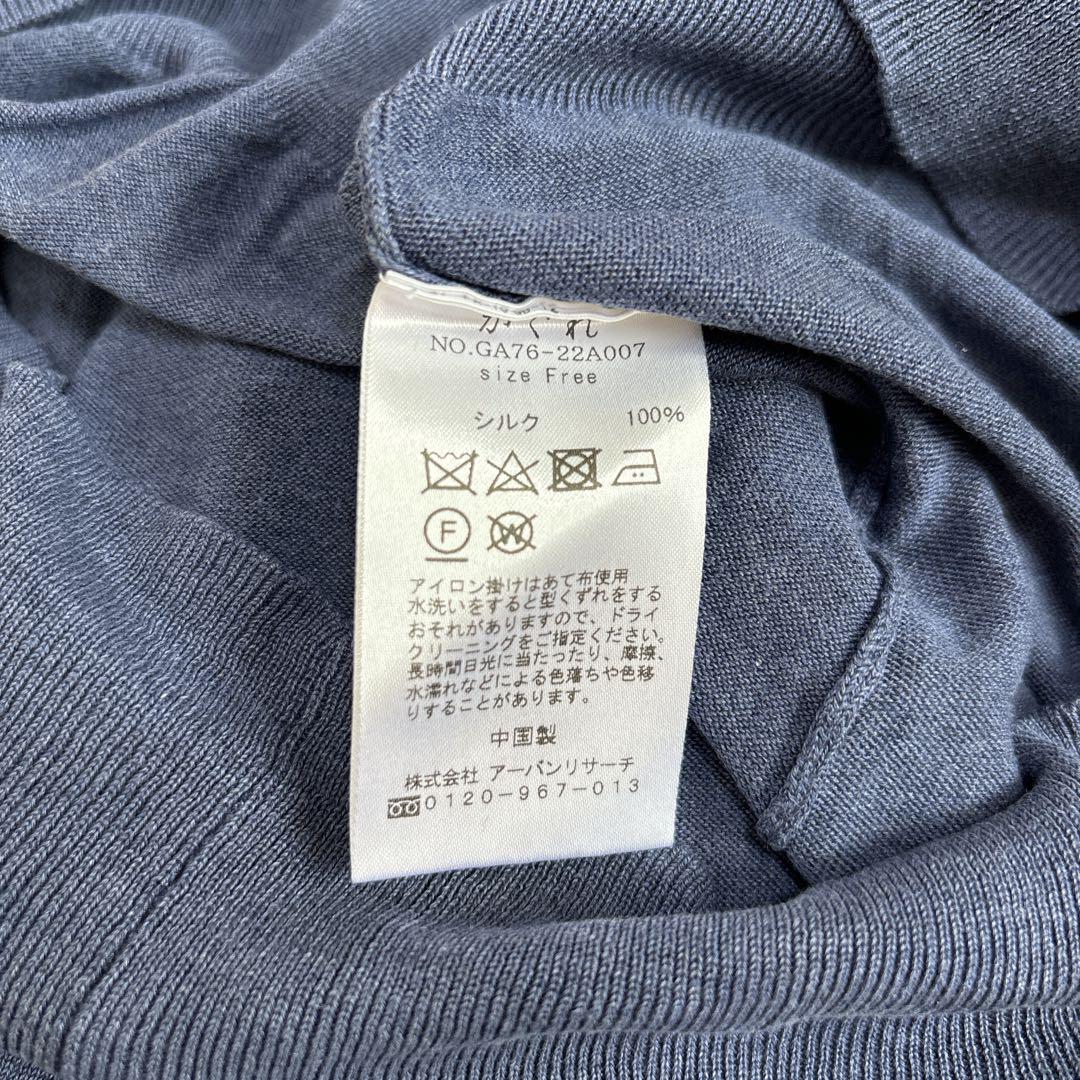 かぐれ
NO.GA76-22A007
size Free
シルク 100%
F
W
アイロン掛けはあて布使用
水洗いをすると型くずれをする
おそれがありますので、ドライ
クリーニングをご指定ください。
長時間日光に当たったり、摩擦、
水濡れなどによる色落ちや色移
りすることがあります。
中国製
株式会社 アーバンリサーチ
0120-967-013